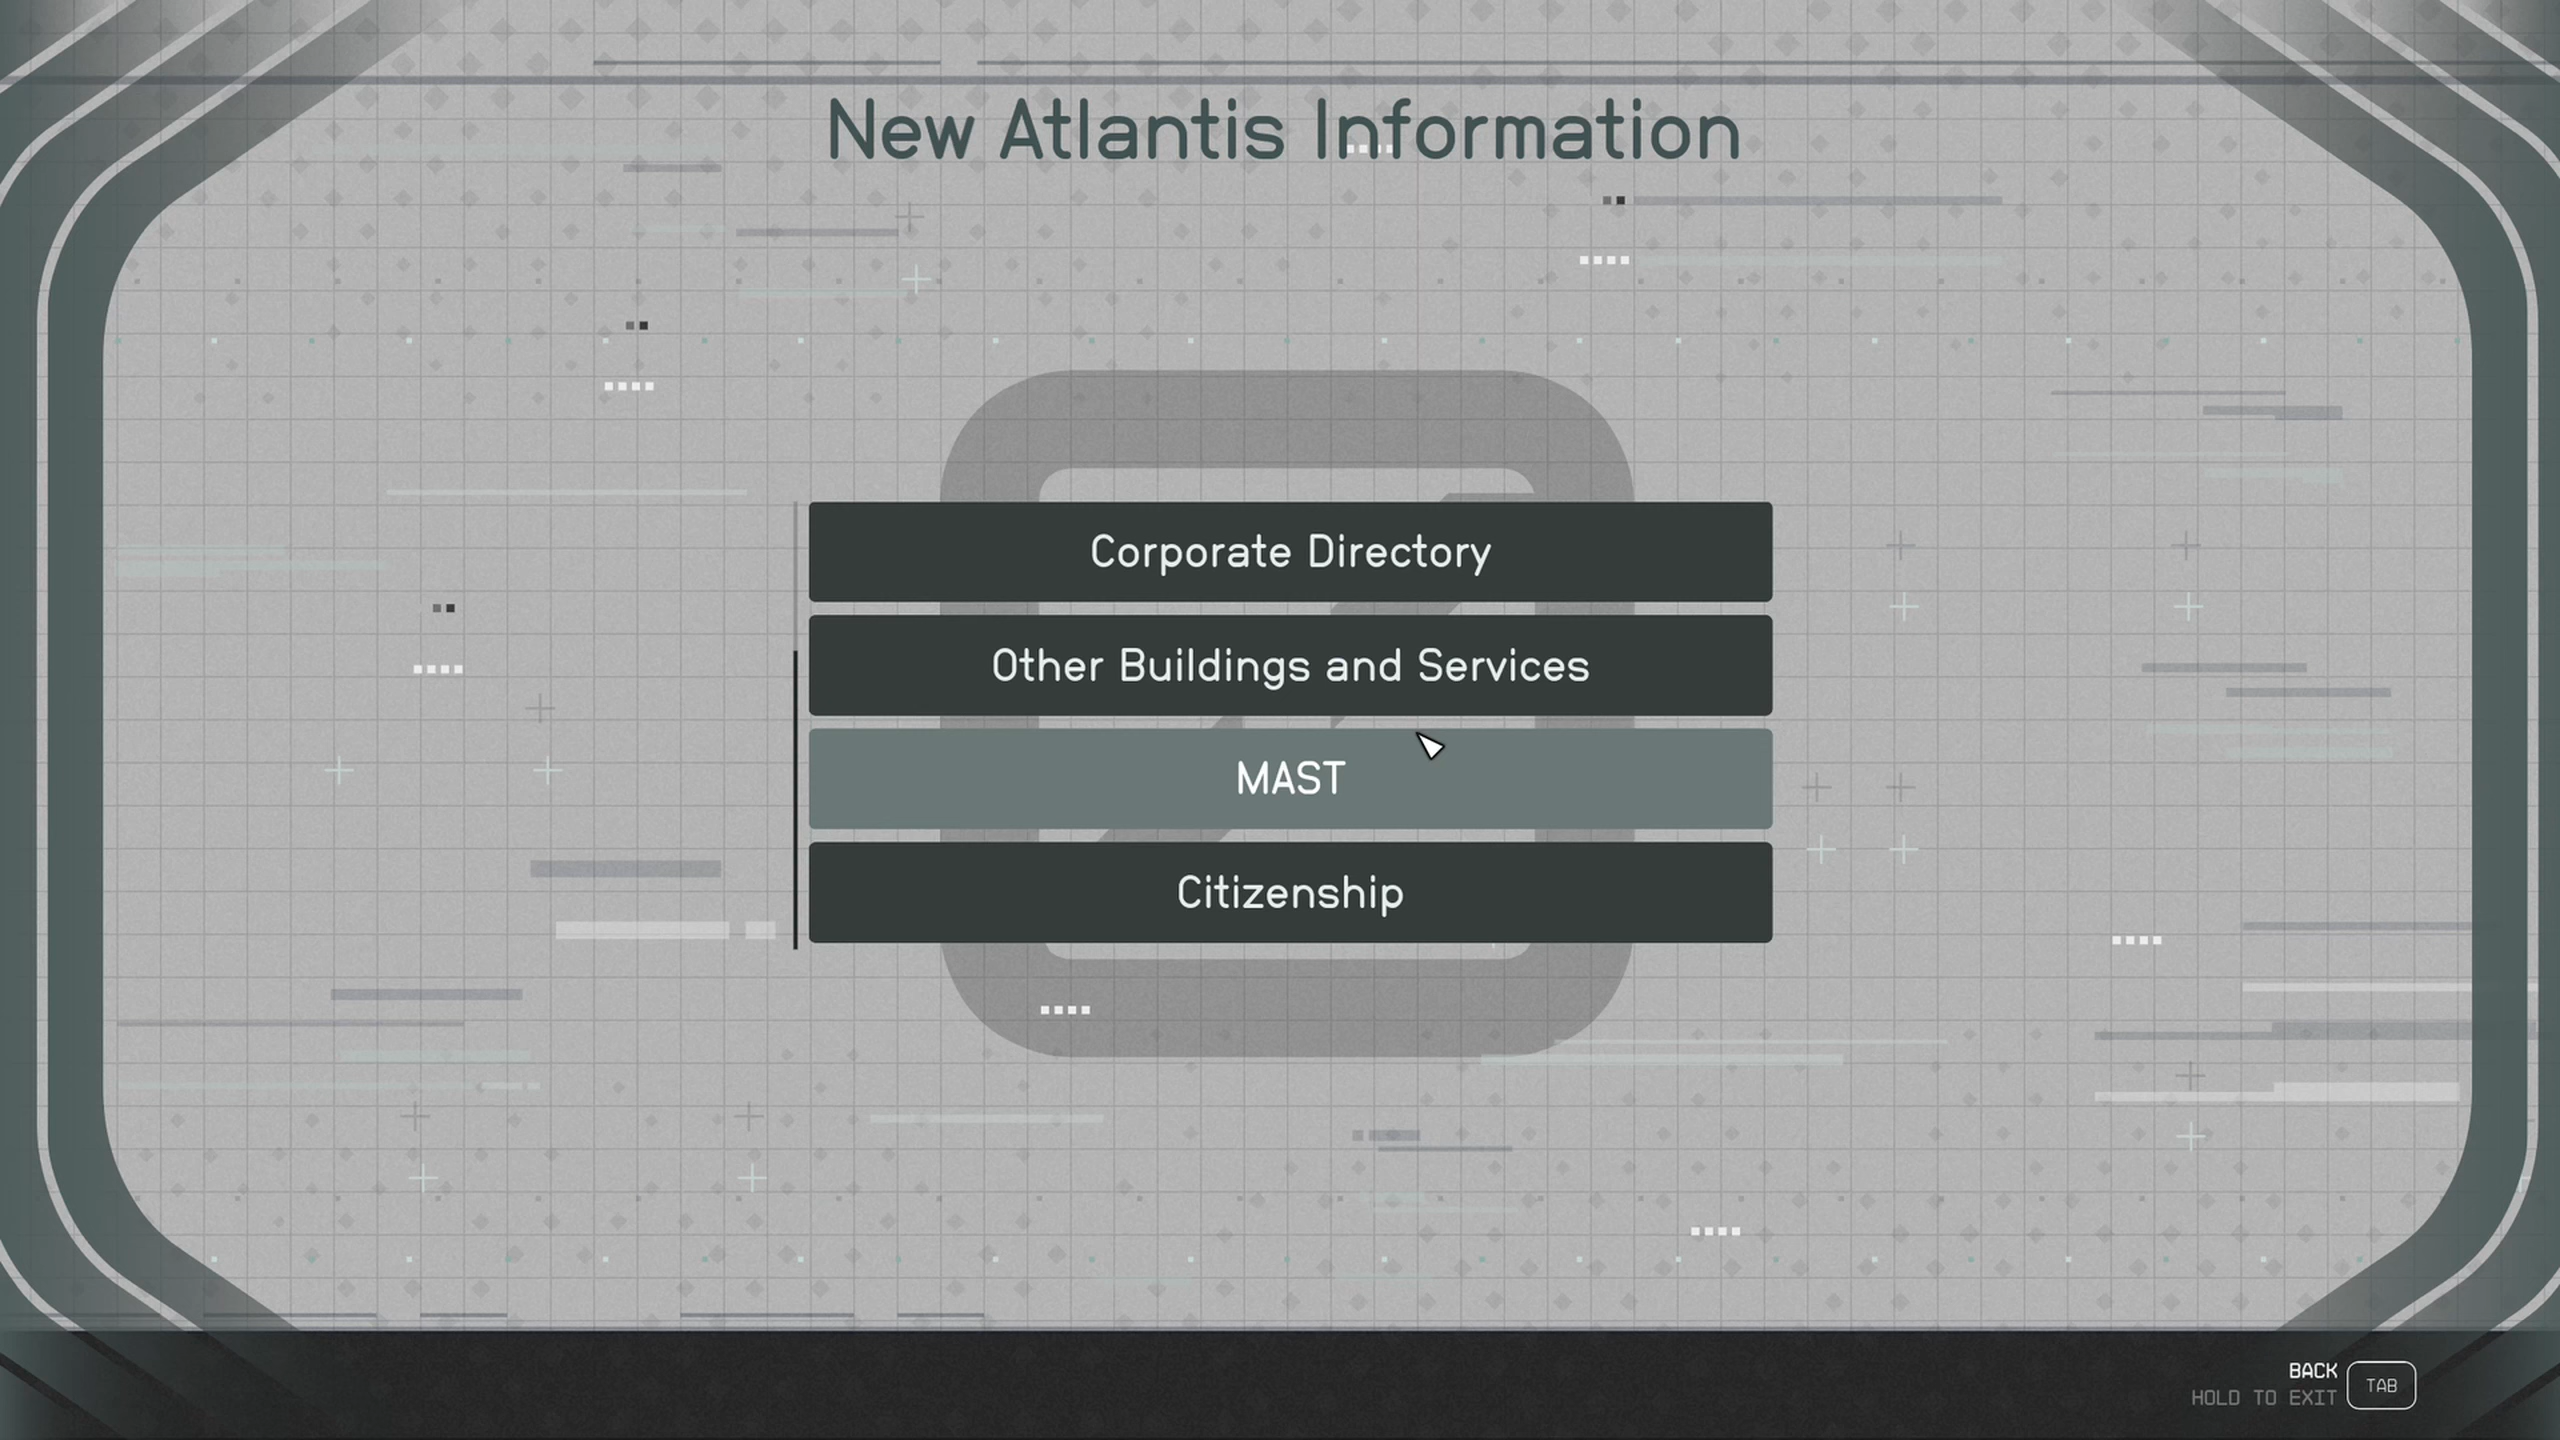 New Atlantis Information
Corporate Directory
Other Buildings and Services
MAST
Citizenship
BACK
HOLD TO EXIT
TAB